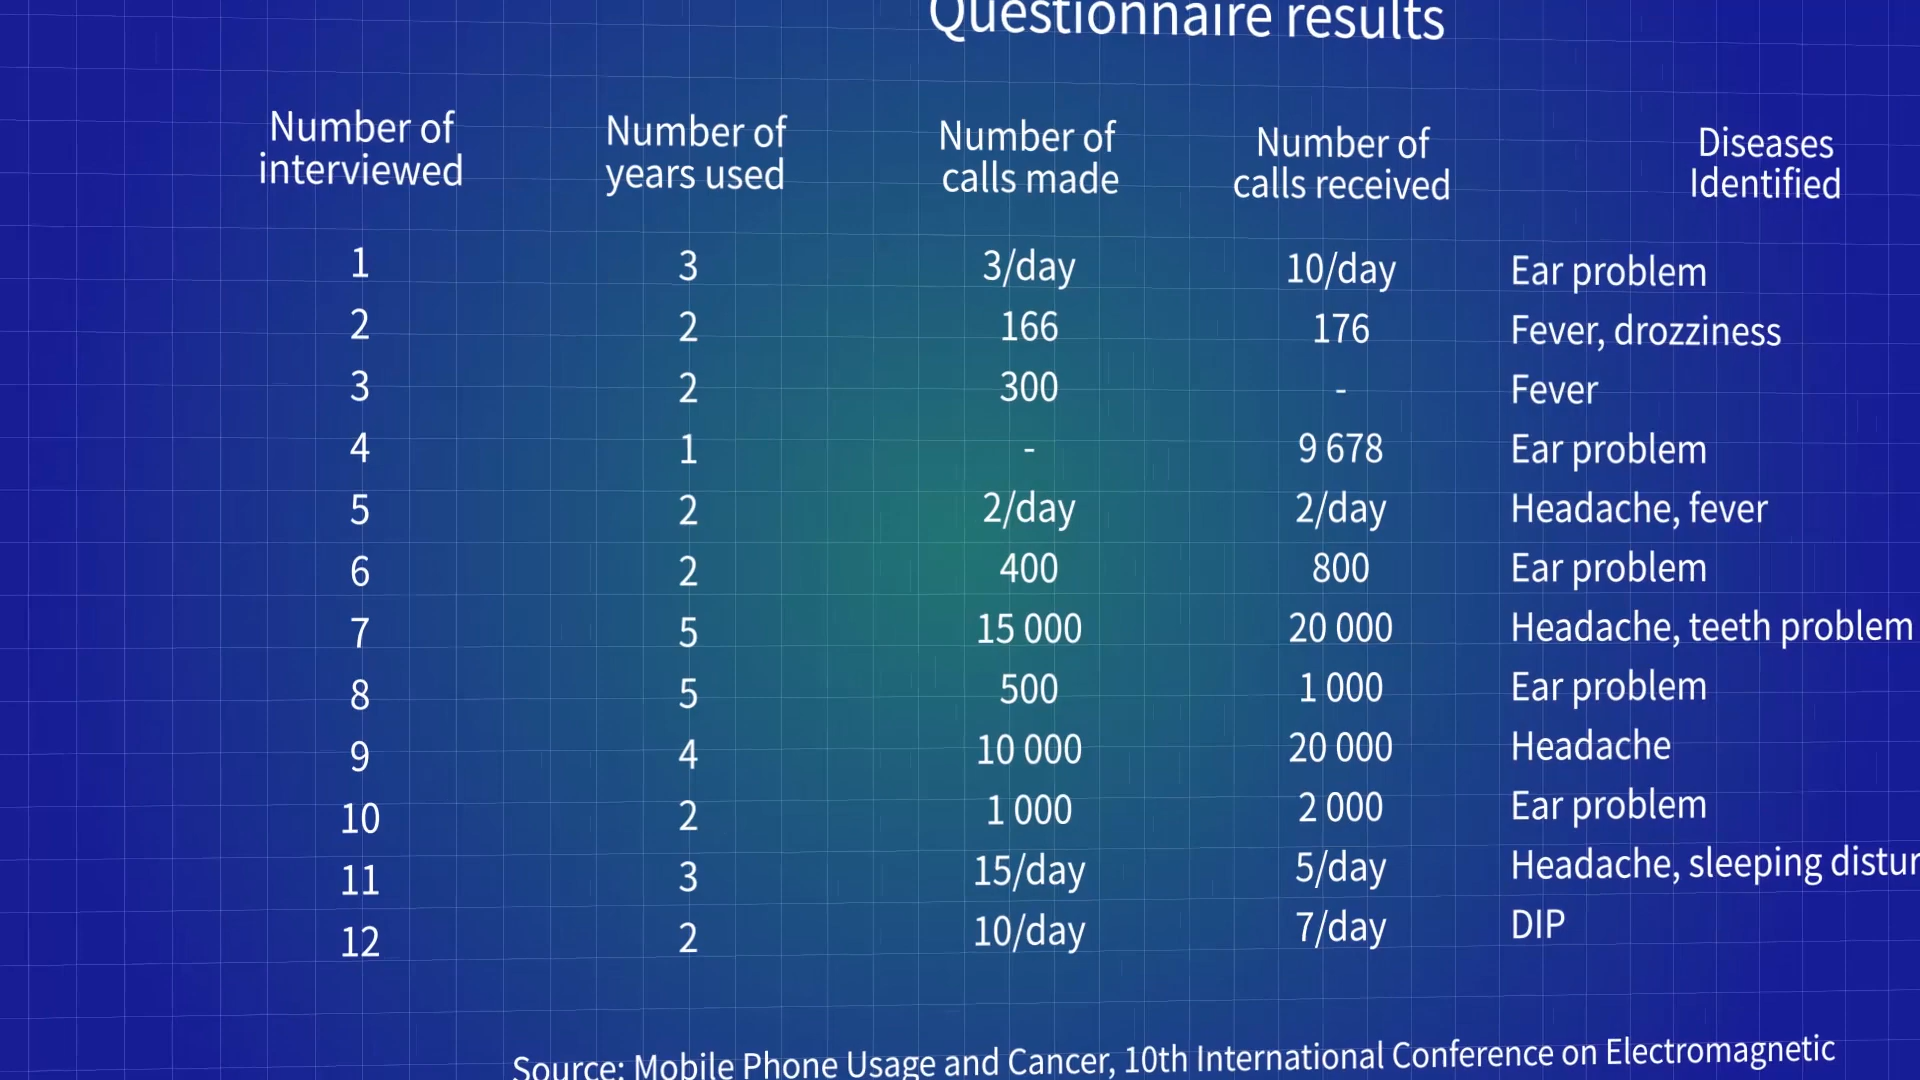 Questionnaire results
Number of interviewed Number of years used Number of calls made Number of calls received Diseases Identified
1 3 3/day 10/day Ear problem
2 2 166 176 Fever, drozziness
3 2 300 - Fever
4 1 - 9 678 Ear problem
5 2 2/day 2/day Headache, fever
6 2 400 800 Ear problem
7 5 15 000 20 000 Headache, teeth problem
8 5 500 1 000 Ear problem
9 4 10 000 20 000 Headache
10 2 1 000 2 000 Ear problem
11 3 15/day 5/day Headache, sleeping
12 2 10/day 7/day DIP
Source: Mobile Phone Usage and Cancer, 10th International Conference on Electromagnetic